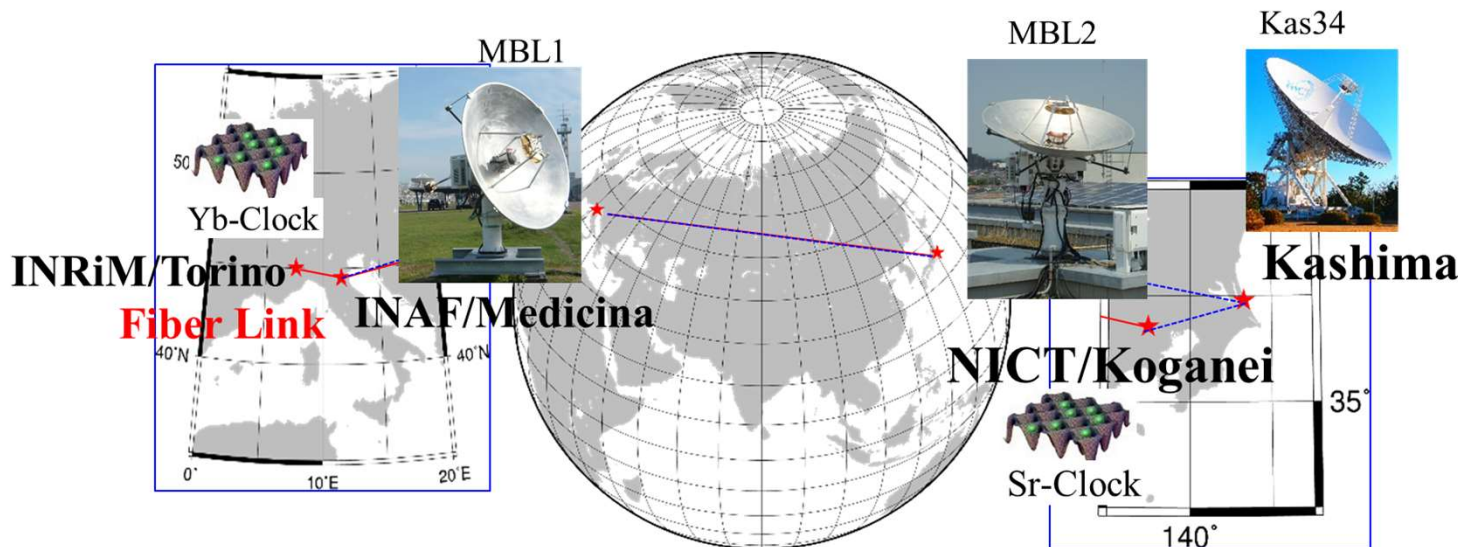 MBL1
MBL2
Kas34
Yb-Clock
INRiM/Torino
Fiber Link
INAF/Medicina
50
40°N
40°N
0°
10°E
20°E
Kashima
NICT/Koganei
Sr-Clock
35°
140°